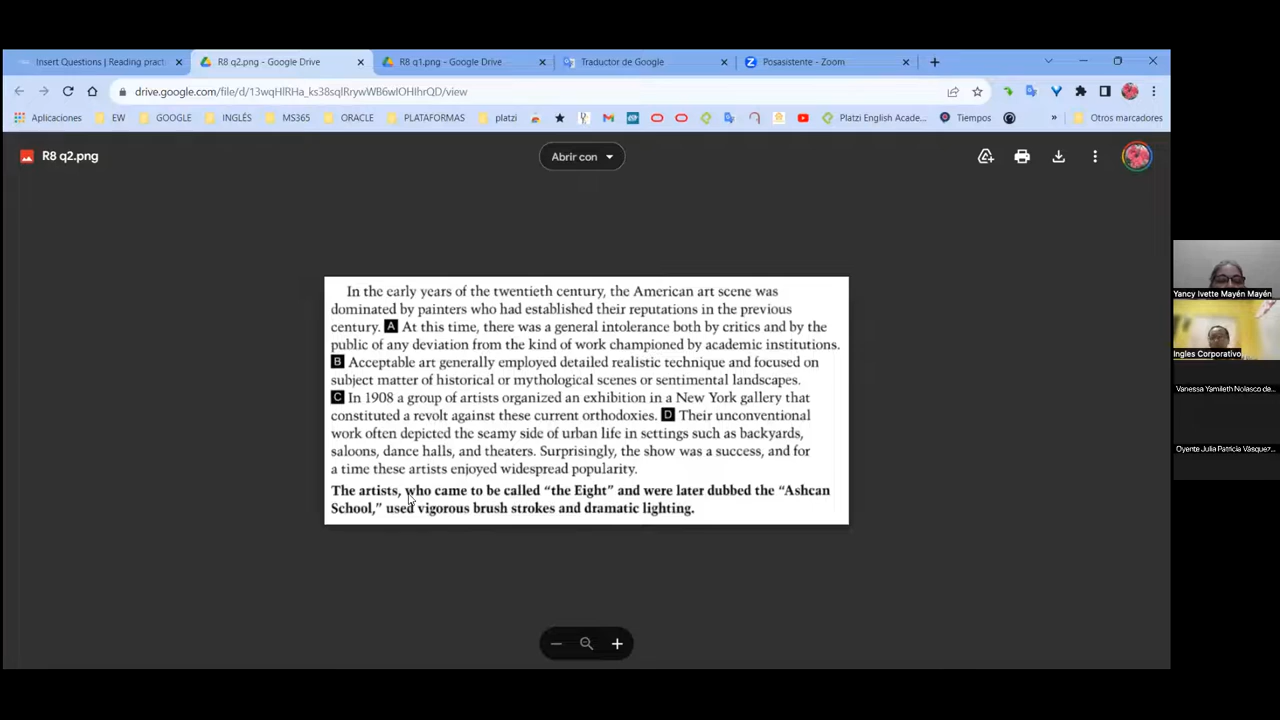 Insert Questions | Reading pract
R8 q2.png - Google Drive
R8 q1.png - Google Drive
Traductor de Google
Posasistente - Zoom
drive.google.com/file/d/13wqHlRHa_ks38sqlRrywWB6wIOHIhrQD/view
Aplicaciones
EW
GOOGLE
INGLÉS
MS365
ORACLE
PLATAFORMAS
platzi
Platzi English Acade...
Tiempos
Otros marcadores
R8 q2.png
Abrir con
In the early years of the twentieth century, the American art scene was
dominated by painters who had established their reputations in the previous
century. A At this time, there was a general intolerance both by critics and by the
public of any deviation from the kind of work championed by academic institutions.
B Acceptable art generally employed detailed realistic technique and focused on
subject matter of historical or mythological scenes or sentimental landscapes.
C In 1908 a group of artists organized an exhibition in a New York gallery that
constituted a revolt against these current orthodoxies. D Their unconventional
work often depicted the seamy side of urban life in settings such as backyards,
saloons, dance halls, and theaters. Surprisingly, the show was a success, and for
a time these artists enjoyed widespread popularity.
The artists, who came to be called “the Eight” and were later dubbed the “Ashcan
School,” used vigorous brush strokes and dramatic lighting.
Yancy Ivette Mayén Mayén
Ingles Corporativo
Vanessa Yamileth Nolasco de...
Oyente Julia Patricia Vásquez...